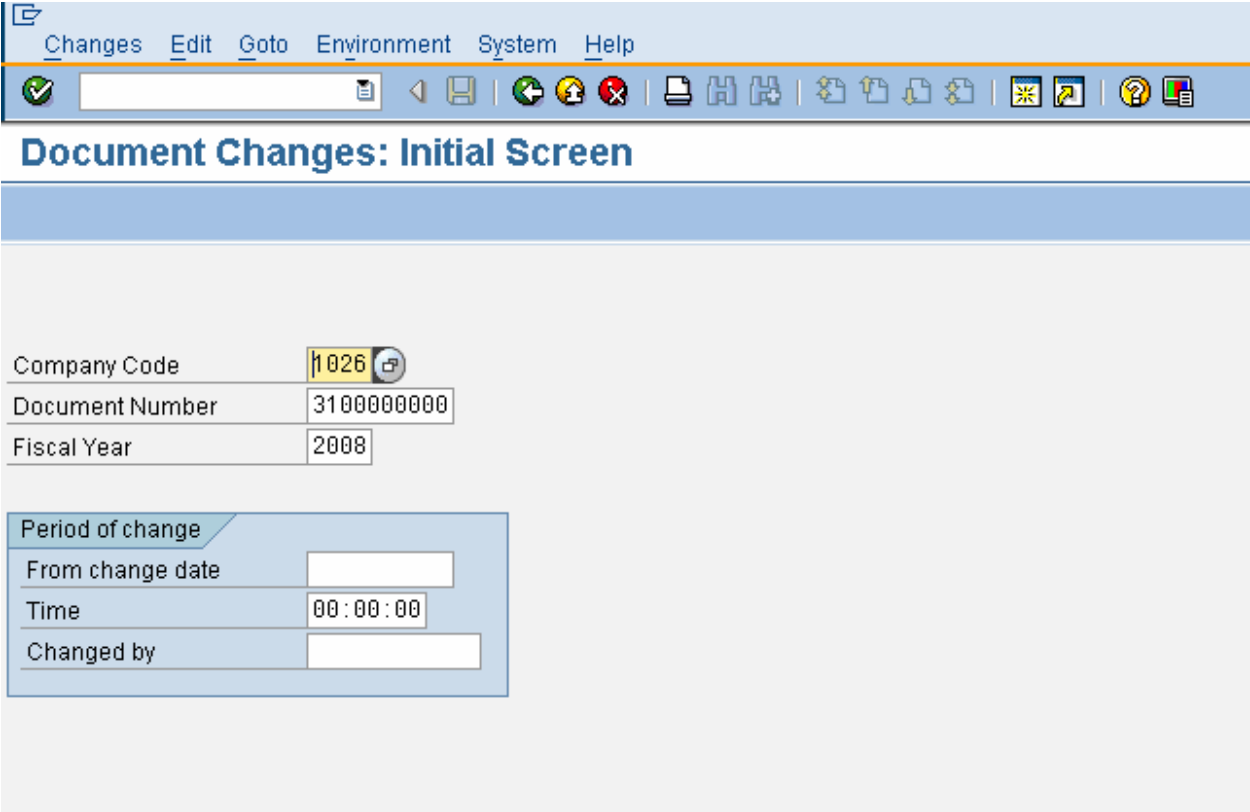 Changes Edit Goto Environment System Help
Document Changes: Initial Screen
Company Code 1026
Document Number 3100000000
Fiscal Year 2008
Period of change
From change date
Time 00:00:00
Changed by